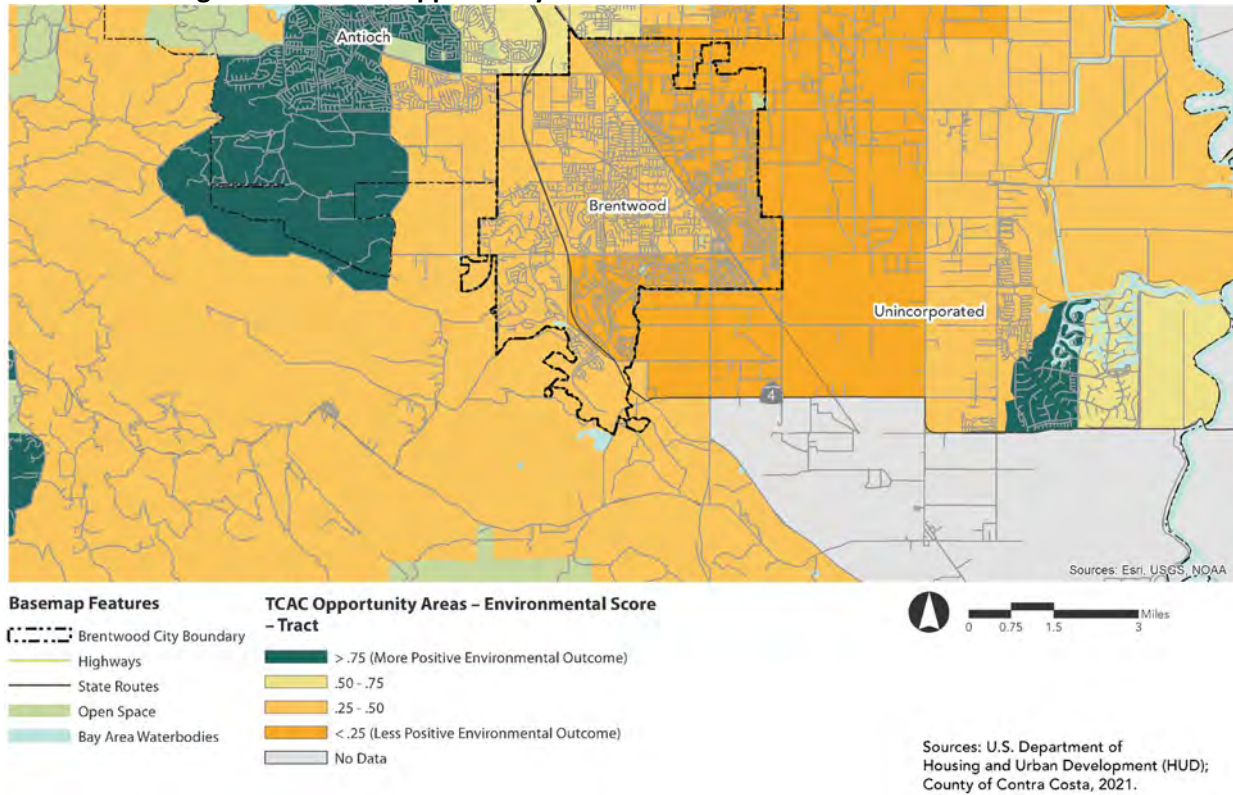 Antioch
Brentwood
Unincorporated
4
Sources: Esri, USGS, NOAA
Basemap Features
Brentwood City Boundary
Highways
State Routes
Open Space
Bay Area Waterbodies
TCAC Opportunity Areas – Environmental Score
– Tract
> .75 (More Positive Environmental Outcome)
.50 - .75
.25 - .50
< .25 (Less Positive Environmental Outcome)
No Data
Miles
0 0.75 1.5 3
Sources: U.S. Department of
Housing and Urban Development (HUD);
County of Contra Costa, 2021.